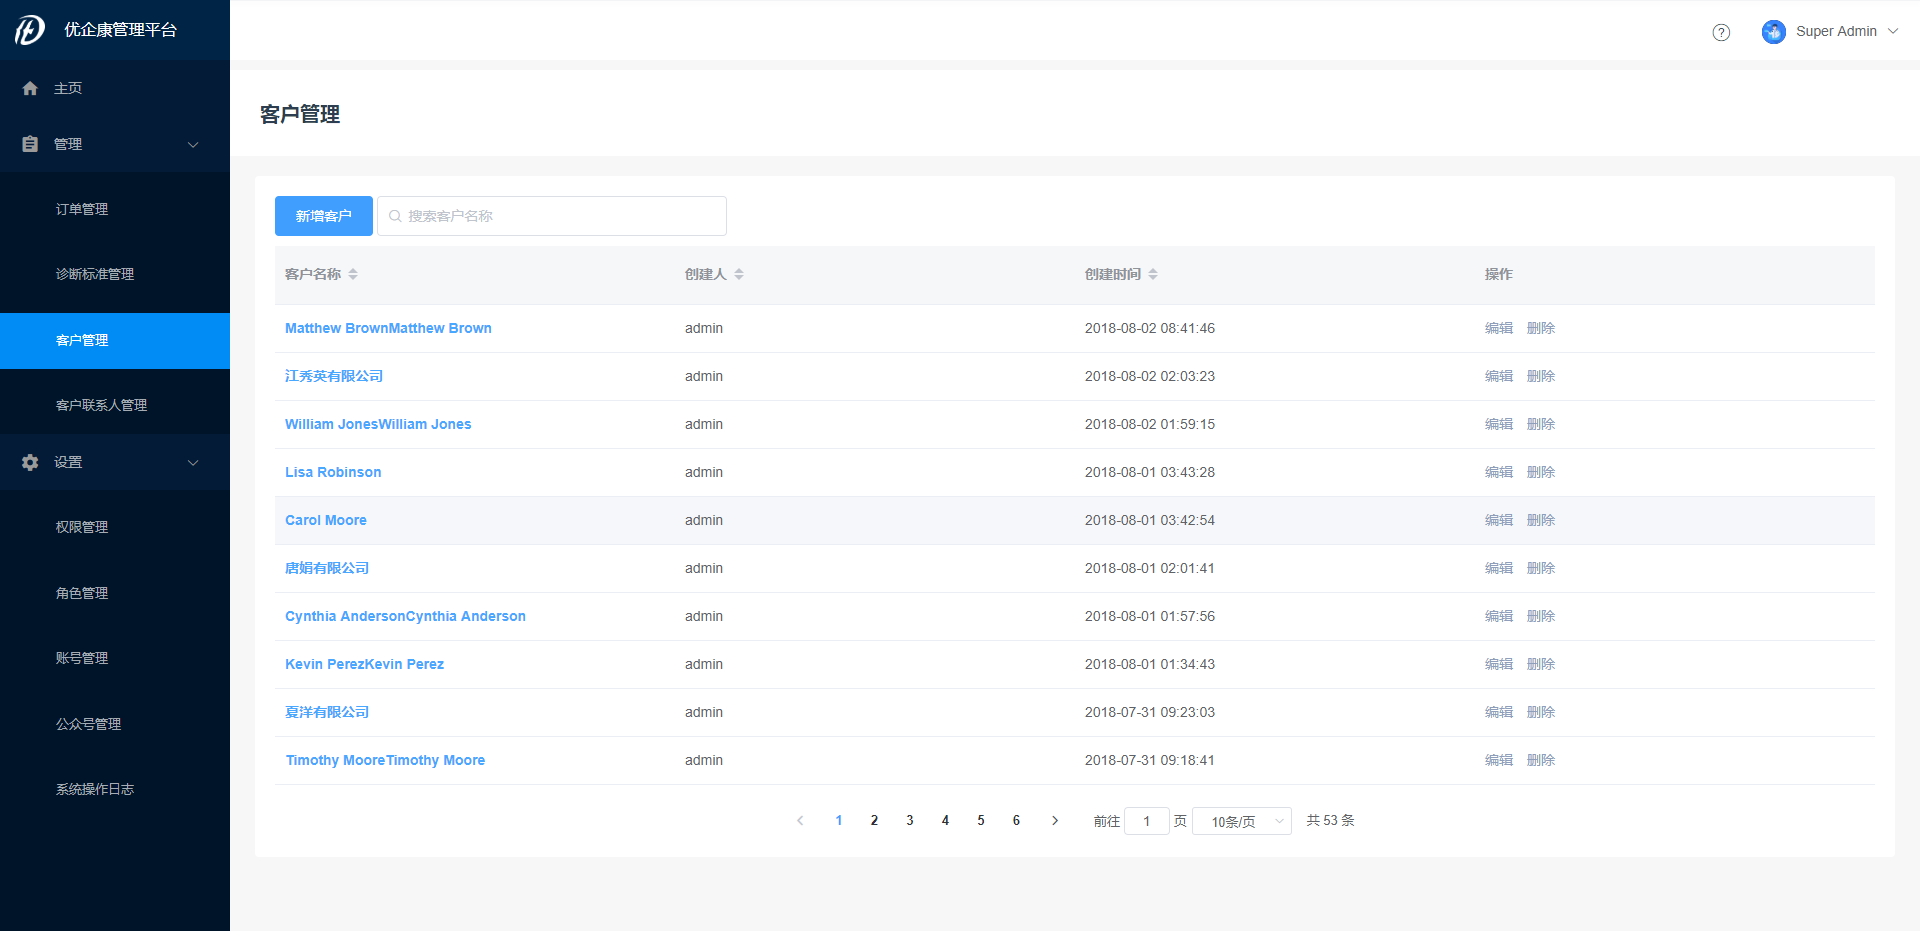 优企康管理平台
Super Admin
主页
管理
订单管理
诊断标准管理
客户管理
客户联系人管理
设置
权限管理
角色管理
账号管理
公众号管理
系统操作日志
客户管理
新增客户 搜索客户名称
客户名称 创建人 创建时间 操作
Matthew BrownMatthew Brown admin 2018-08-02 08:41:46 编辑 删除
江秀英有限公司 admin 2018-08-02 02:03:23 编辑 删除
William JonesWilliam Jones admin 2018-08-02 01:59:15 编辑 删除
Lisa Robinson admin 2018-08-01 03:43:28 编辑 删除
Carol Moore admin 2018-08-01 03:42:54 编辑 删除
唐娟有限公司 admin 2018-08-01 02:01:41 编辑 删除
Cynthia AndersonCynthia Anderson admin 2018-08-01 01:57:56 编辑 删除
Kevin PerezKevin Perez admin 2018-08-01 01:34:43 编辑 删除
夏洋有限公司 admin 2018-07-31 09:23:03 编辑 删除
Timothy MooreTimothy Moore admin 2018-07-31 09:18:41 编辑 删除
1 2 3 4 5 6 前往 1 页 10条/页 共 53 条